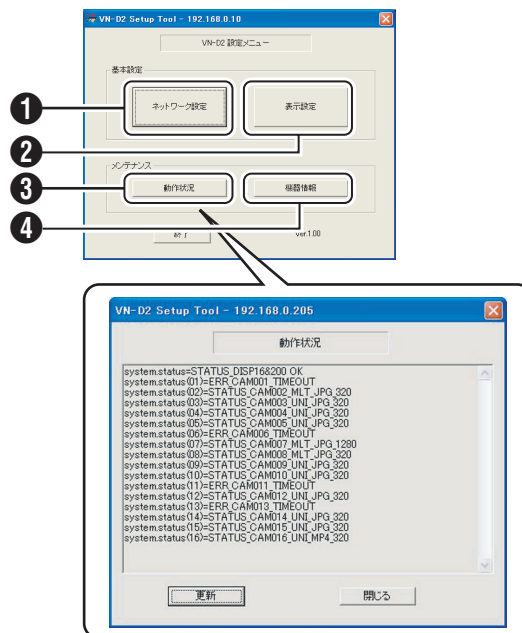 VN-D2 Setup Tool - 192.168.0.10
VN-D2 設定メニュー
基本設定
ネットワーク設定
表示設定
❶
❷
メンテナンス
動作状況
機器情報
❸
❹
終了
Ver.1.00
VN-D2 Setup Tool - 192.168.0.205
動作状況
system.status=STATUS_DISP16&200 OK
system.status(01)=ERR_CAM001_TIMEOUT
system.status(02)=STATUS_CAM002_MLT_JPG_320
system.status(03)=STATUS_CAM003_UNI_JPG_320
system.status(04)=STATUS_CAM004_UNI_JPG_320
system.status(05)=STATUS_CAM005_UNI_JPG_320
system.status(06)=ERR_CAM006_TIMEOUT
system.status(07)=STATUS_CAM007_MLT_JPG_1280
system.status(08)=STATUS_CAM008_MLT_JPG_320
system.status(09)=STATUS_CAM009_UNI_JPG_320
system.status(10)=STATUS_CAM010_UNI_JPG_320
system.status(11)=ERR_CAM011_TIMEOUT
system.status(12)=STATUS_CAM012_UNI_JPG_320
system.status(13)=ERR_CAM013_TIMEOUT
system.status(14)=STATUS_CAM014_UNI_JPG_320
system.status(15)=STATUS_CAM015_UNI_JPG_320
system.status(16)=STATUS_CAM016_UNI_MP4_320
更新
閉じる